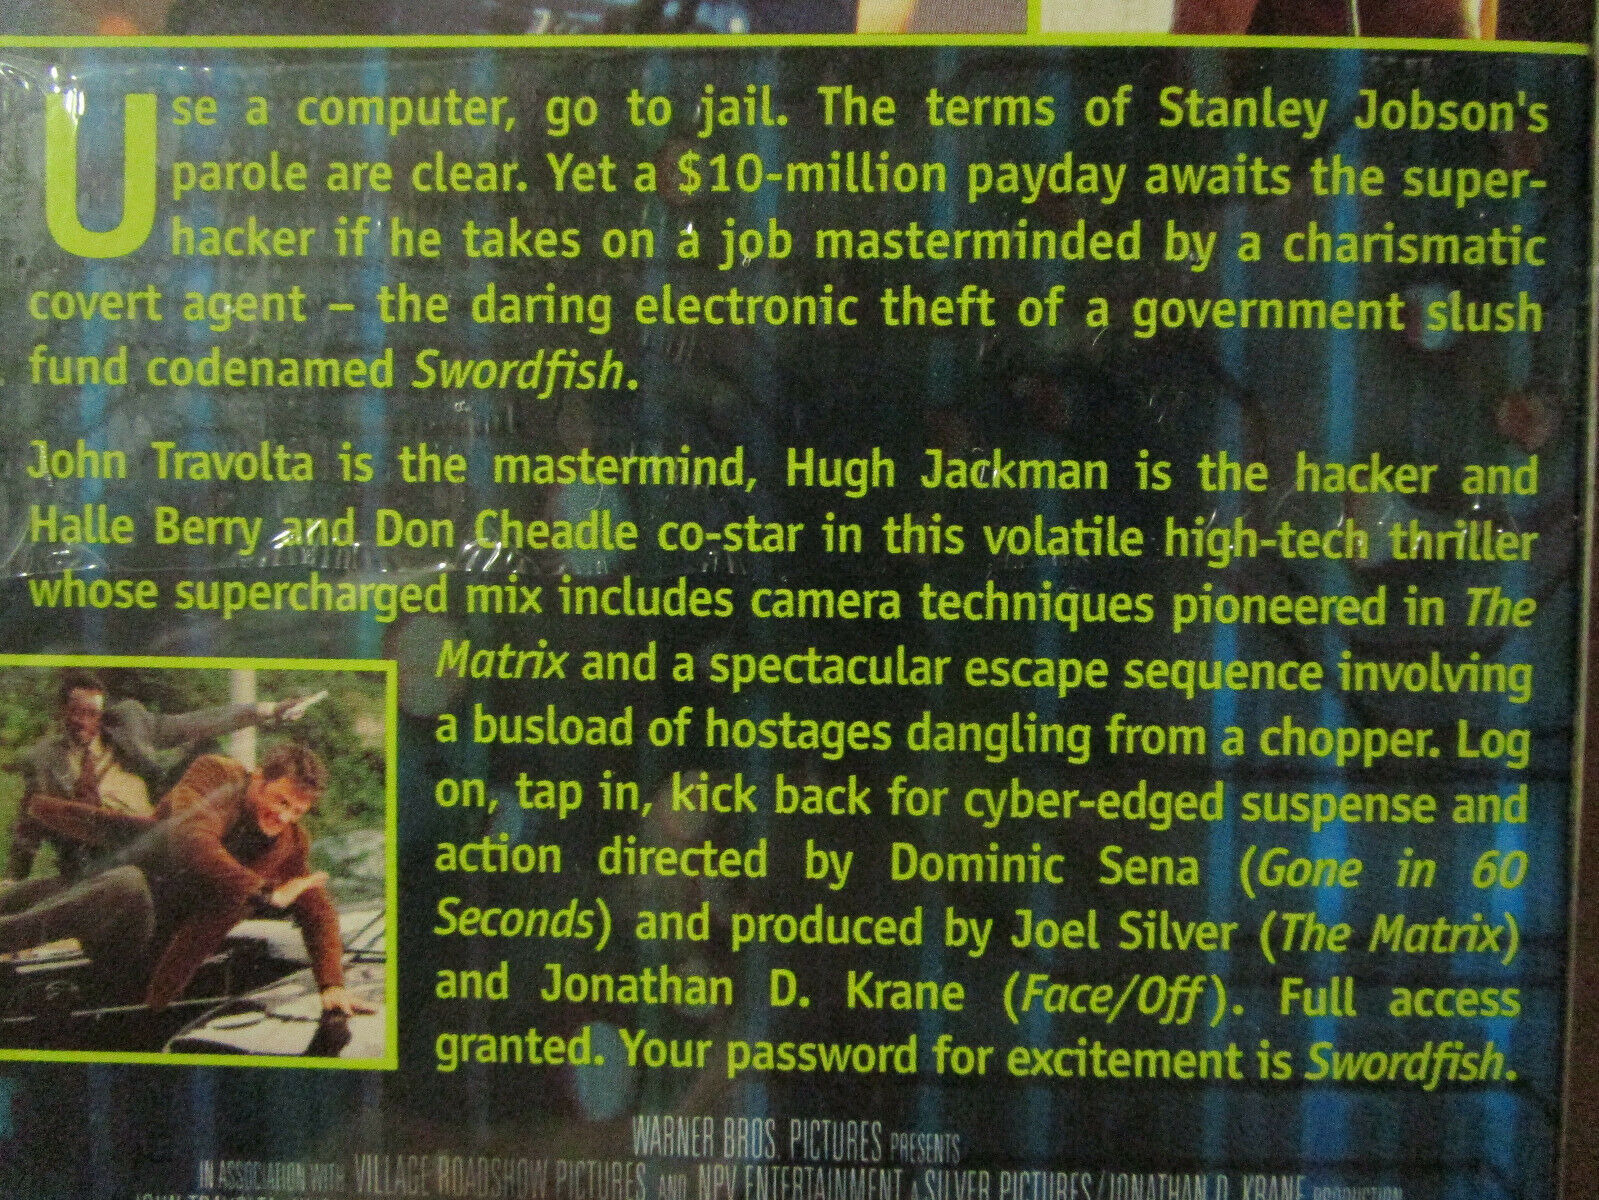 Use a computer, go to jail. The terms of Stanley Jobson's
parole are clear. Yet a $10-million payday awaits the super-
hacker if he takes on a job masterminded by a charismatic
covert agent – the daring electronic theft of a government slush
fund codenamed Swordfish.
John Travolta is the mastermind, Hugh Jackman is the hacker and
Halle Berry and Don Cheadle co-star in this volatile high-tech thriller
whose supercharged mix includes camera techniques pioneered in The
Matrix and a spectacular escape sequence involving
a busload of hostages dangling from a chopper. Log
on, tap in, kick back for cyber-edged suspense and
action directed by Dominic Sena (Gone in 60
Seconds) and produced by Joel Silver (The Matrix)
and Jonathan D. Krane (Face/Off). Full access
granted. Your password for excitement is Swordfish.
WARNER BROS. PICTURES PRESENTS
IN ASSOCIATION WITH VILLAGE ROADSHOW PICTURES AND NPV ENTERTAINMENT A SILVER PICTURES/JONATHAN D. KRANE PRODUCTION
JOHN TRAVOLTA